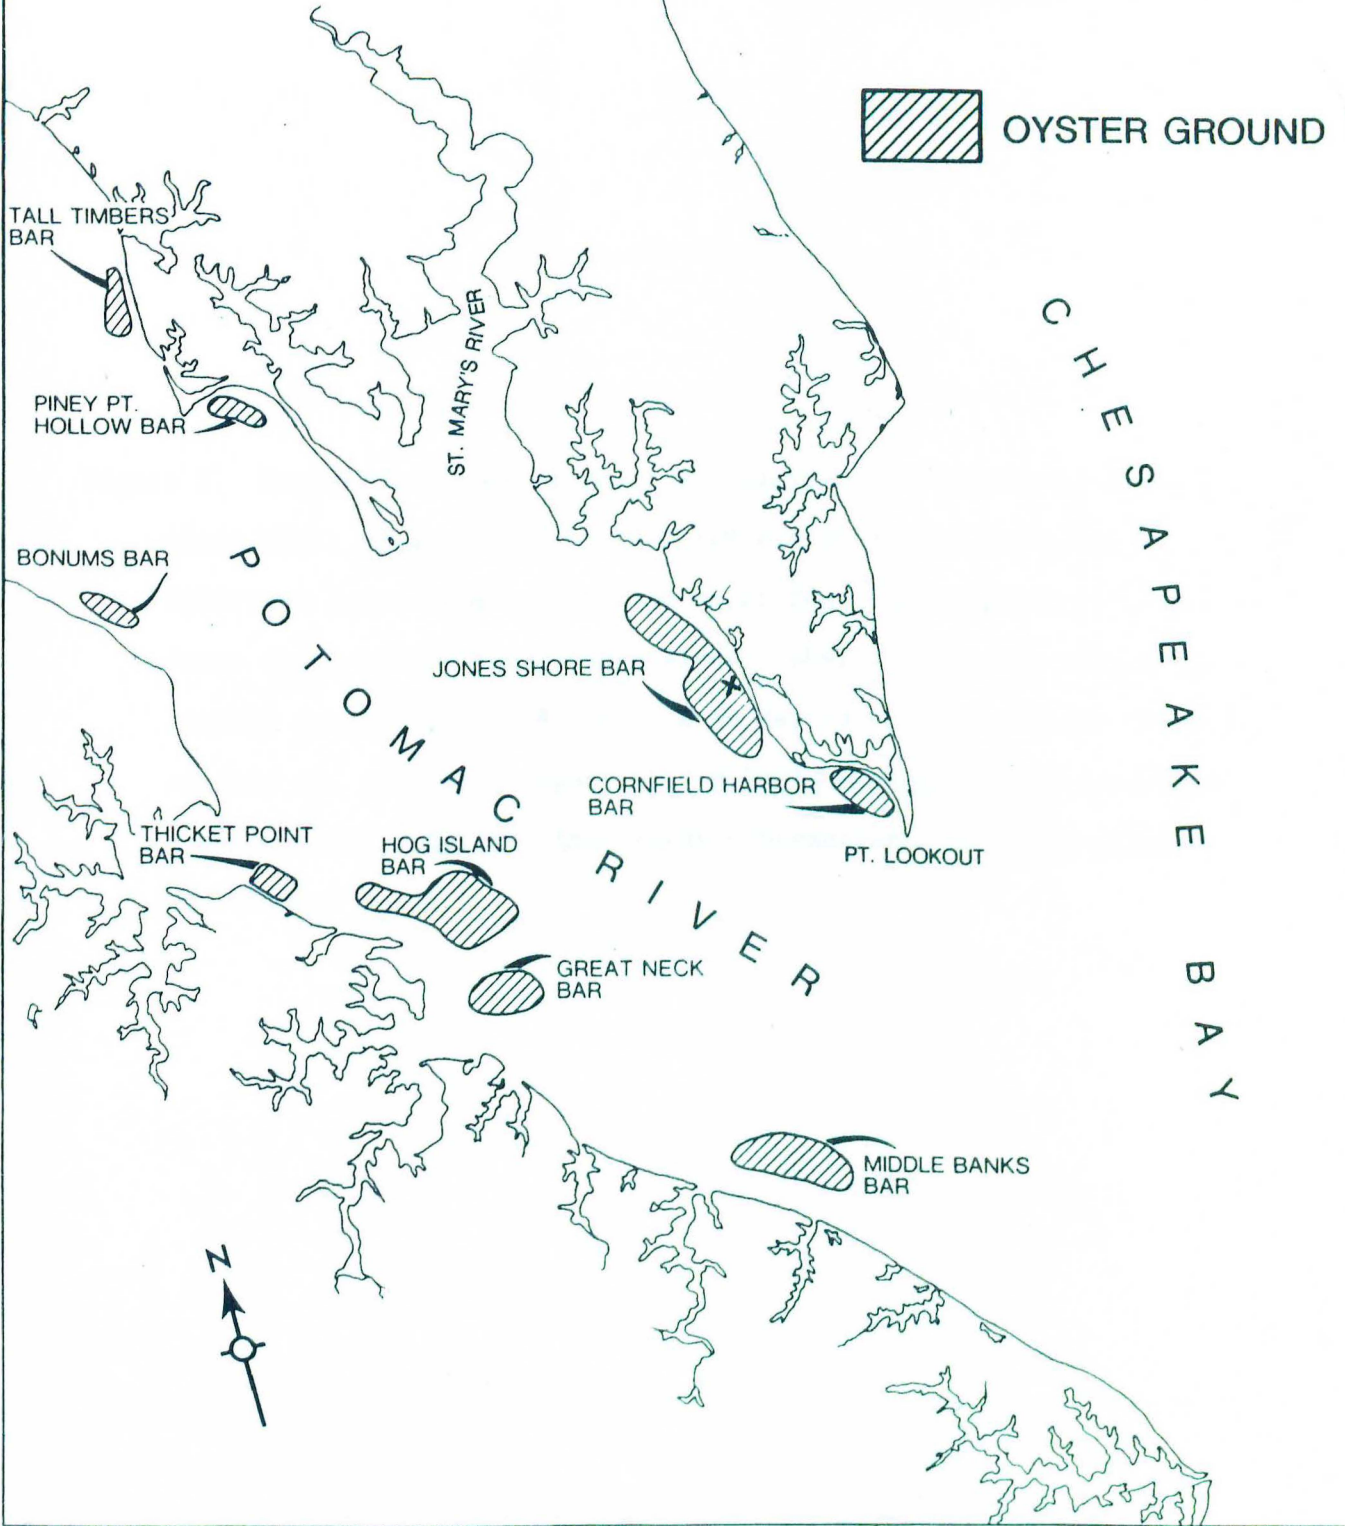 OYSTER GROUND
TALL TIMBERS
BAR
ST. MARY'S RIVER
PINEY PT.
HOLLOW BAR
BONUMS BAR
POTOMAC RIVER
CHESAPEAKE BAY
JONES SHORE BAR
X
CORNFIELD HARBOR
BAR
PT. LOOKOUT
THICKET POINT
BAR
HOG ISLAND
BAR
GREAT NECK
BAR
MIDDLE BANKS
BAR
N